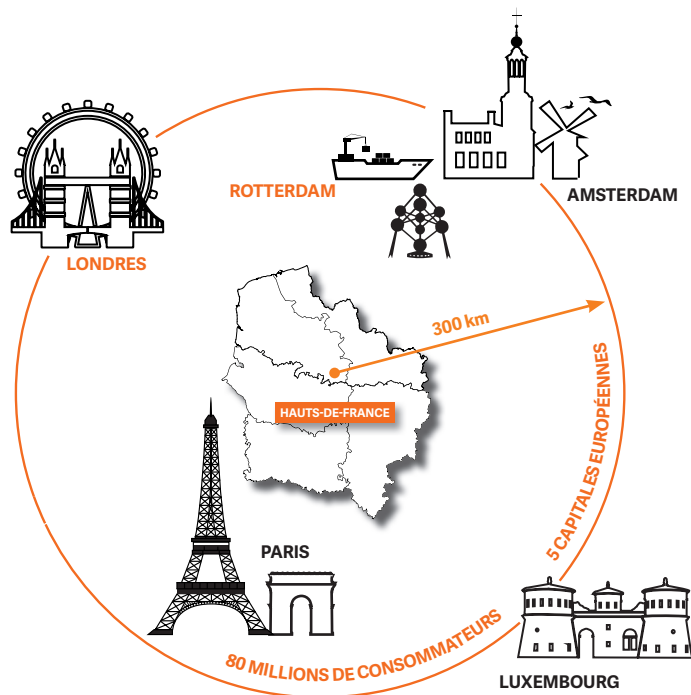 ROTTERDAM
AMSTERDAM
LONDRES
300 km
HAUTS-DE-FRANCE
5 CAPITALES EUROPÉENNES
PARIS
80 MILLIONS DE CONSOMMATEURS
LUXEMBOURG